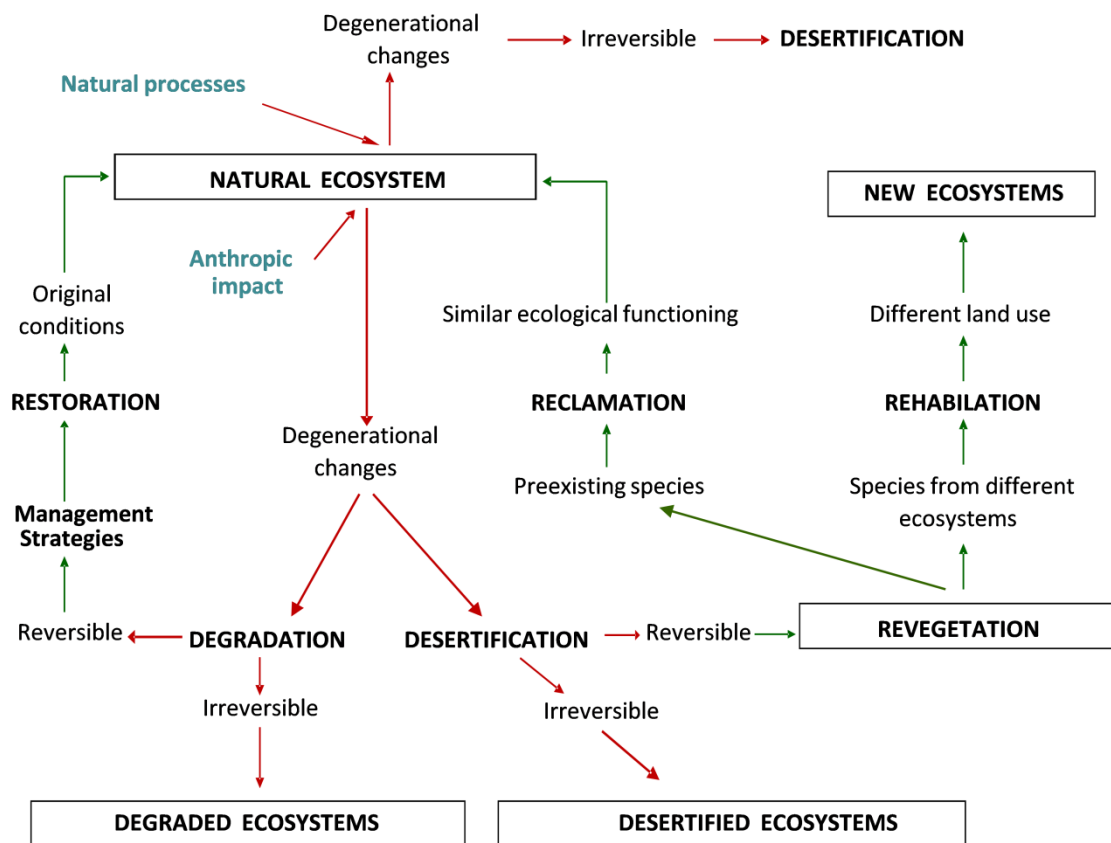 Degenerational
changes
Irreversible
DESERTIFICATION
Natural processes
NATURAL ECOSYSTEM
NEW ECOSYSTEMS
Anthropic
impact
Original
conditions
Similar ecological functioning
Different land use
RESTORATION
RECLAMATION
REHABILATION
Degenerational
changes
Preexisting species
Species from different
ecosystems
Management
Strategies
Reversible
DEGRADATION
DESERTIFICATION
Reversible
REVEGETATION
Irreversible
Irreversible
DEGRADED ECOSYSTEMS
DESERTIFIED ECOSYSTEMS